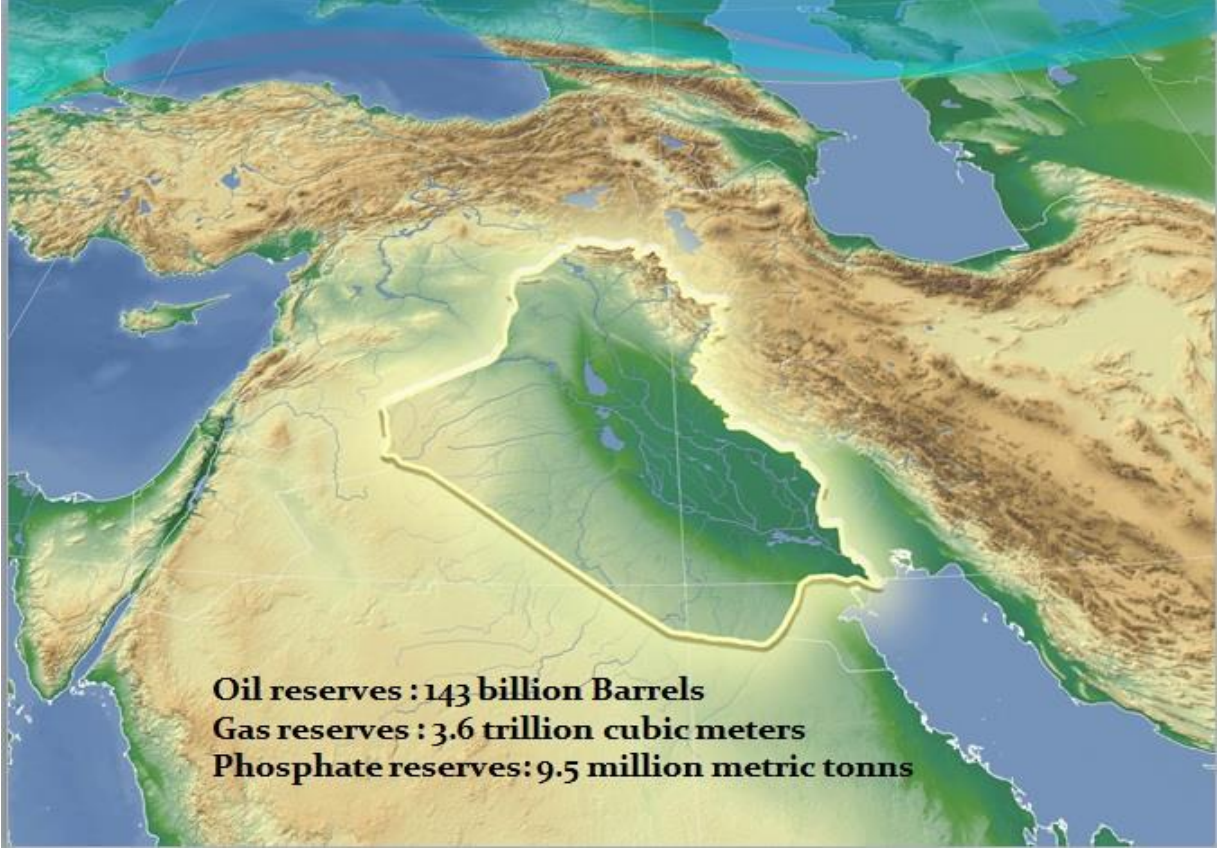 Oil reserves : 143 billion Barrels
Gas reserves : 3.6 trillion cubic meters
Phosphate reserves: 9.5 million metric tonns